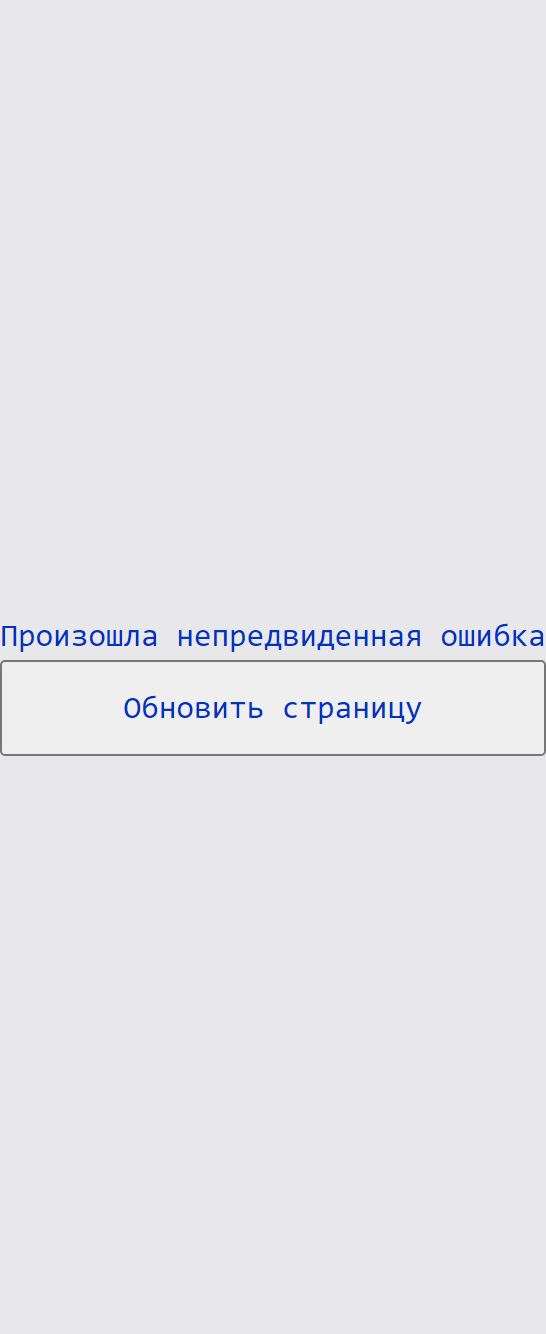 Произошла непредвиденная ошибка
Обновить страницу